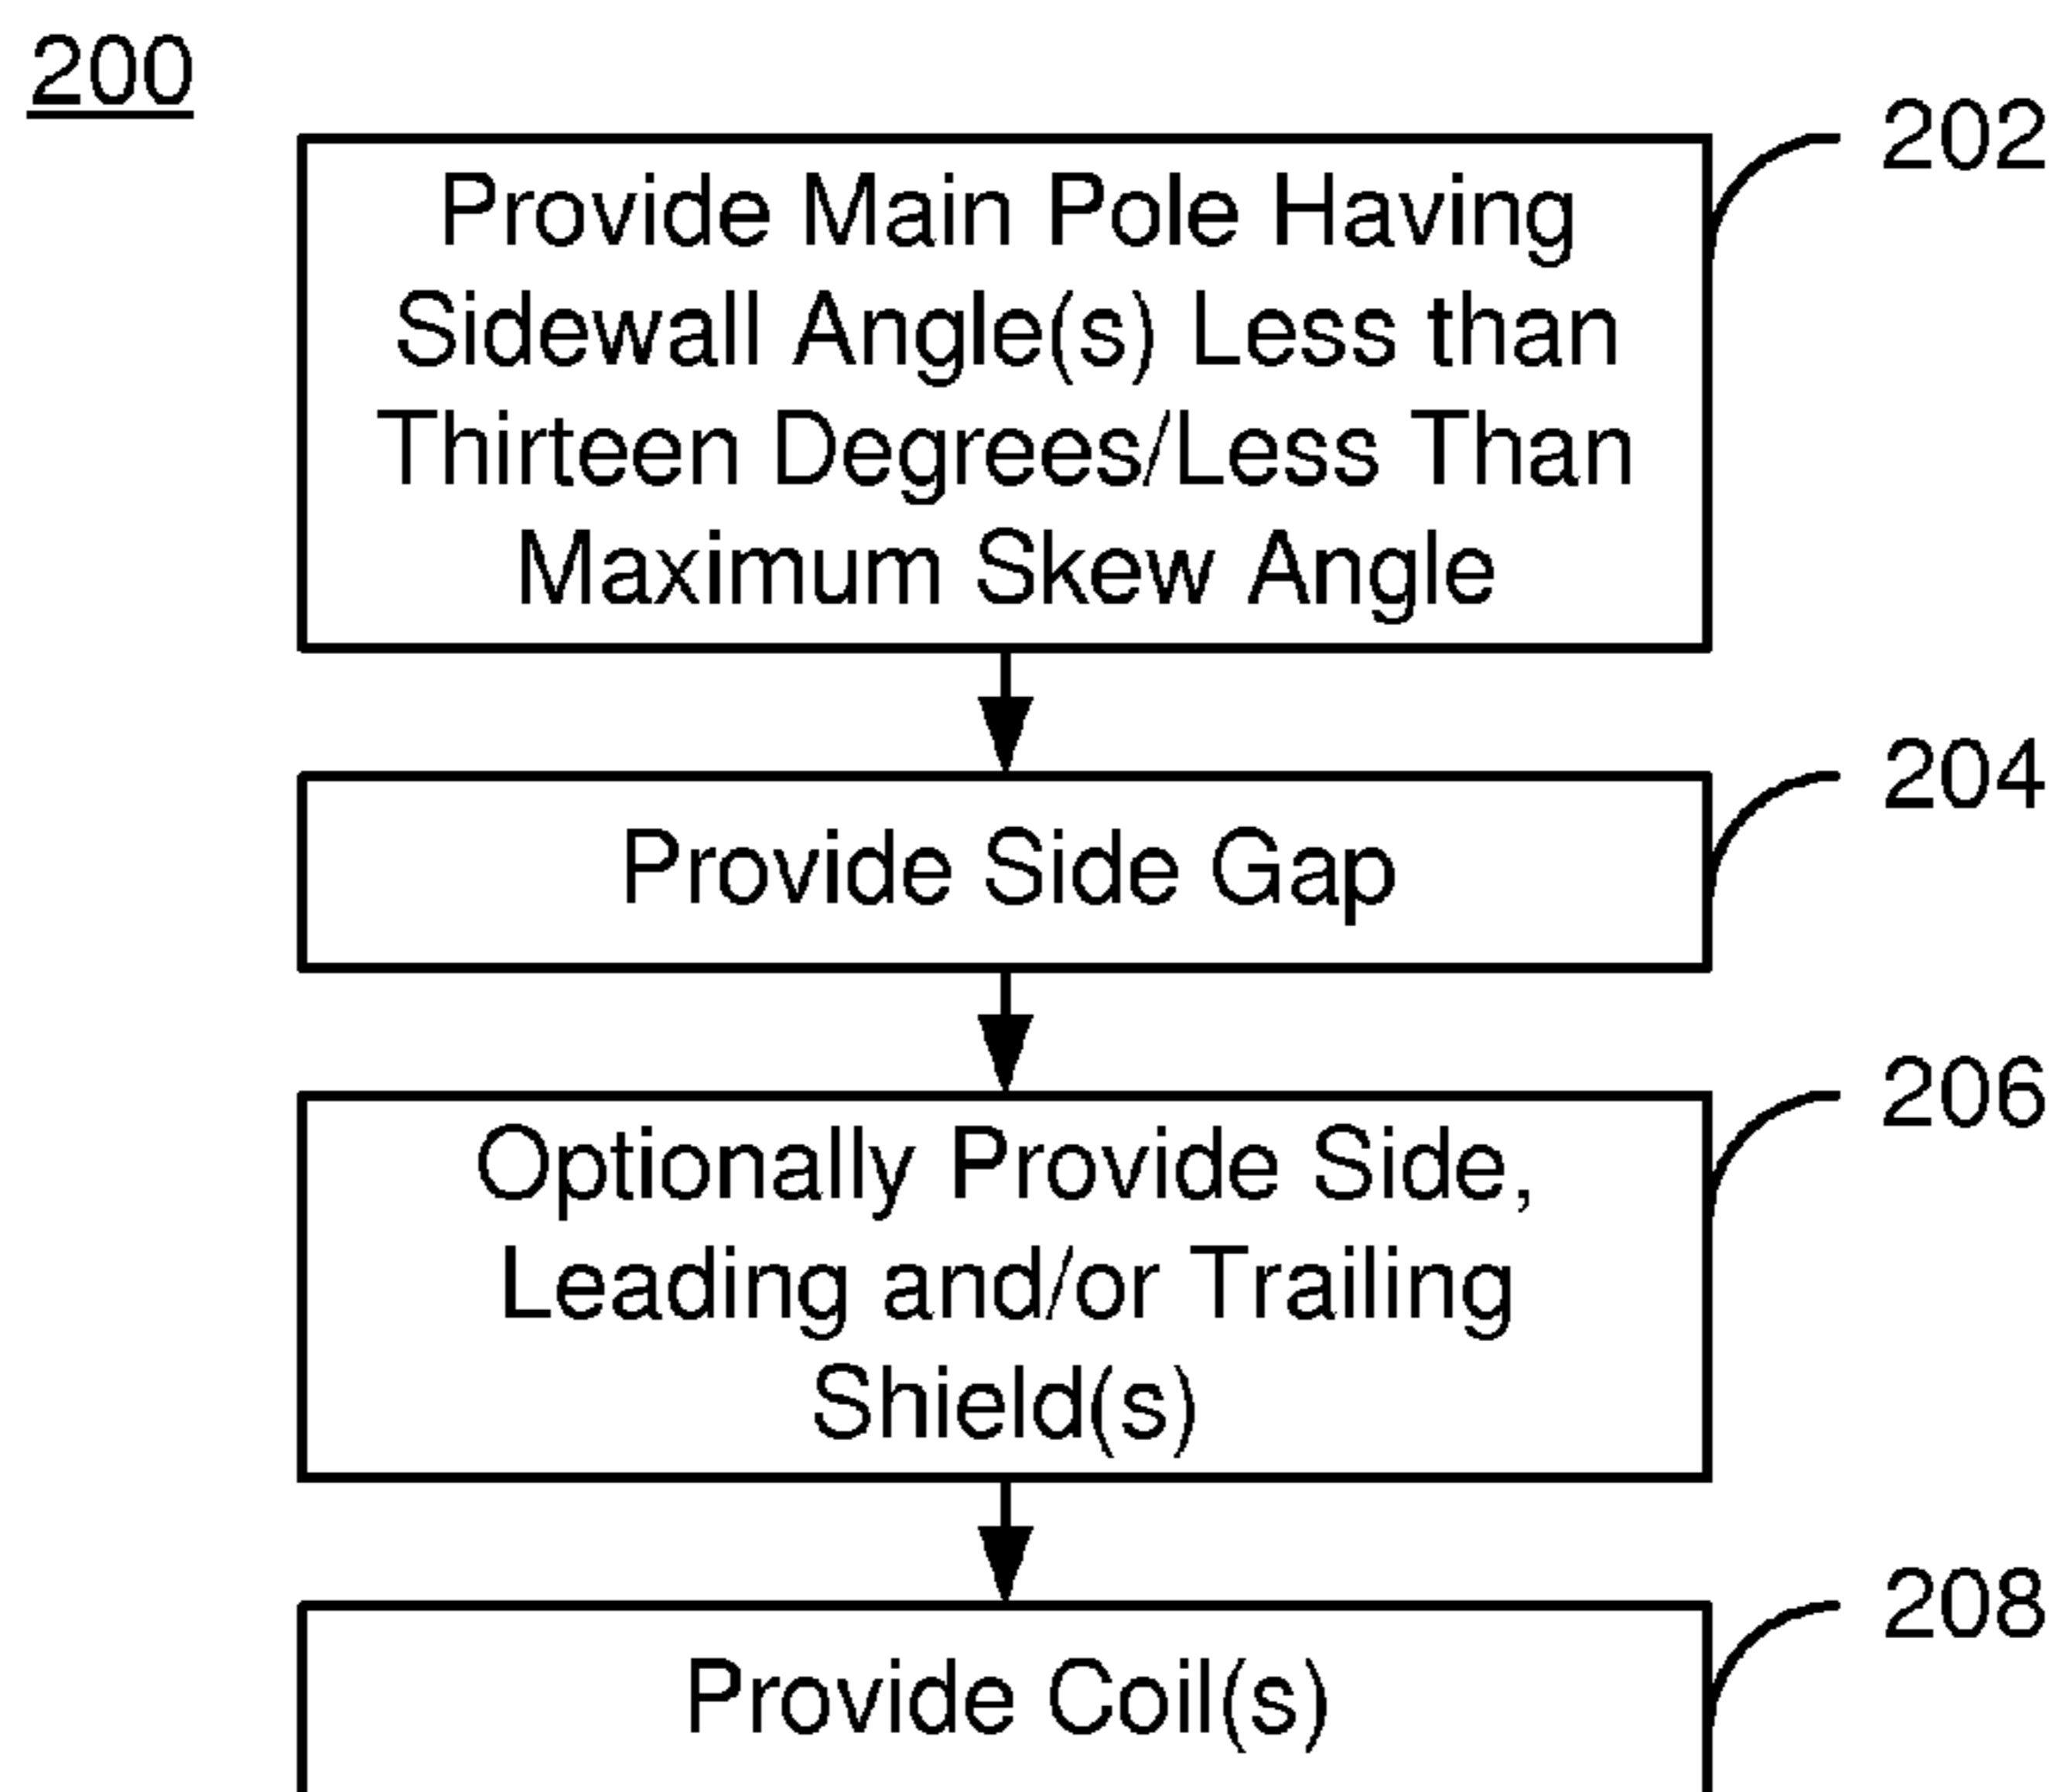 200
202
Provide Main Pole Having
Sidewall Angle(s) Less than
Thirteen Degrees/Less Than
Maximum Skew Angle
204
Provide Side Gap
206
Optionally Provide Side,
Leading and/or Trailing
Shield(s)
208
Provide Coil(s)